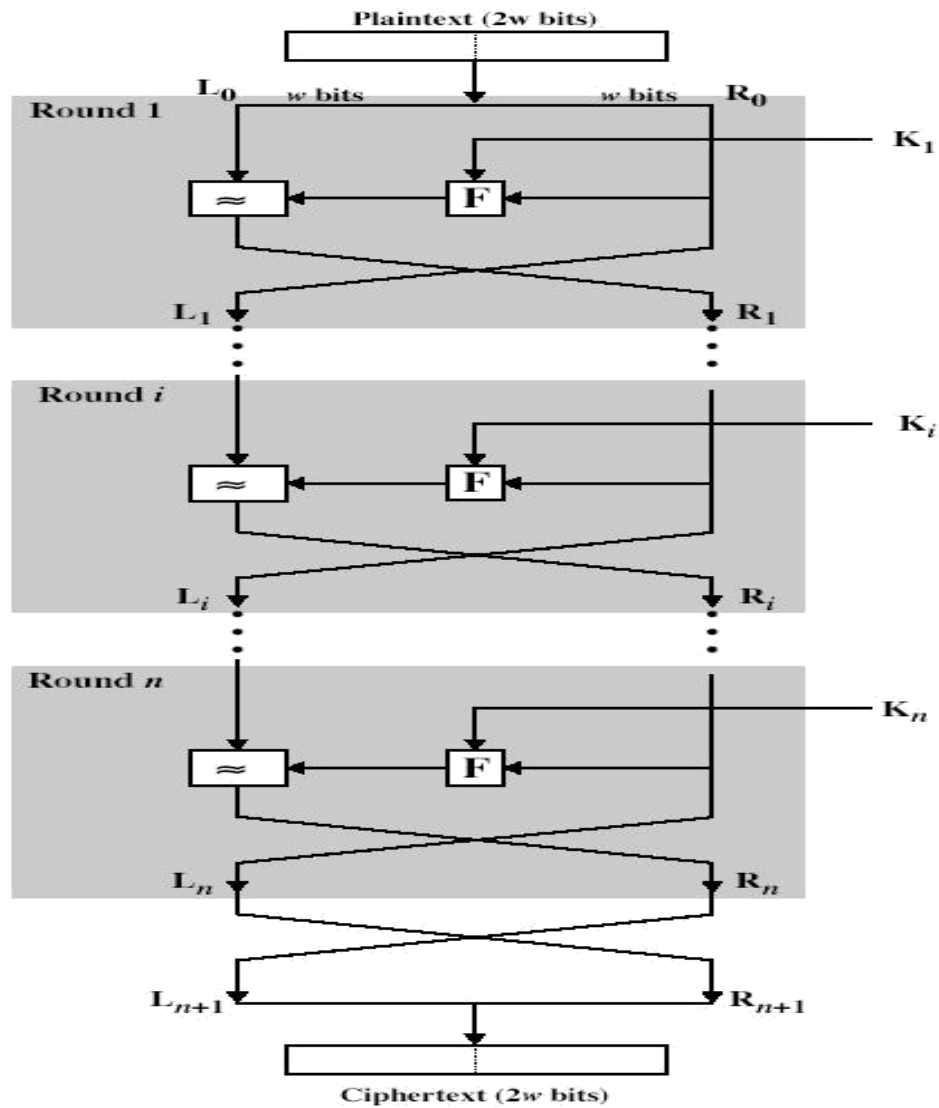 Plaintext (2w bits)
L0 w bits w bits R0
Round 1
K1
≈ F
L1 R1
Round i
Ki
≈ F
Li Ri
Round n
Kn
≈ F
Ln Rn
Ln+1 Rn+1
Ciphertext (2w bits)